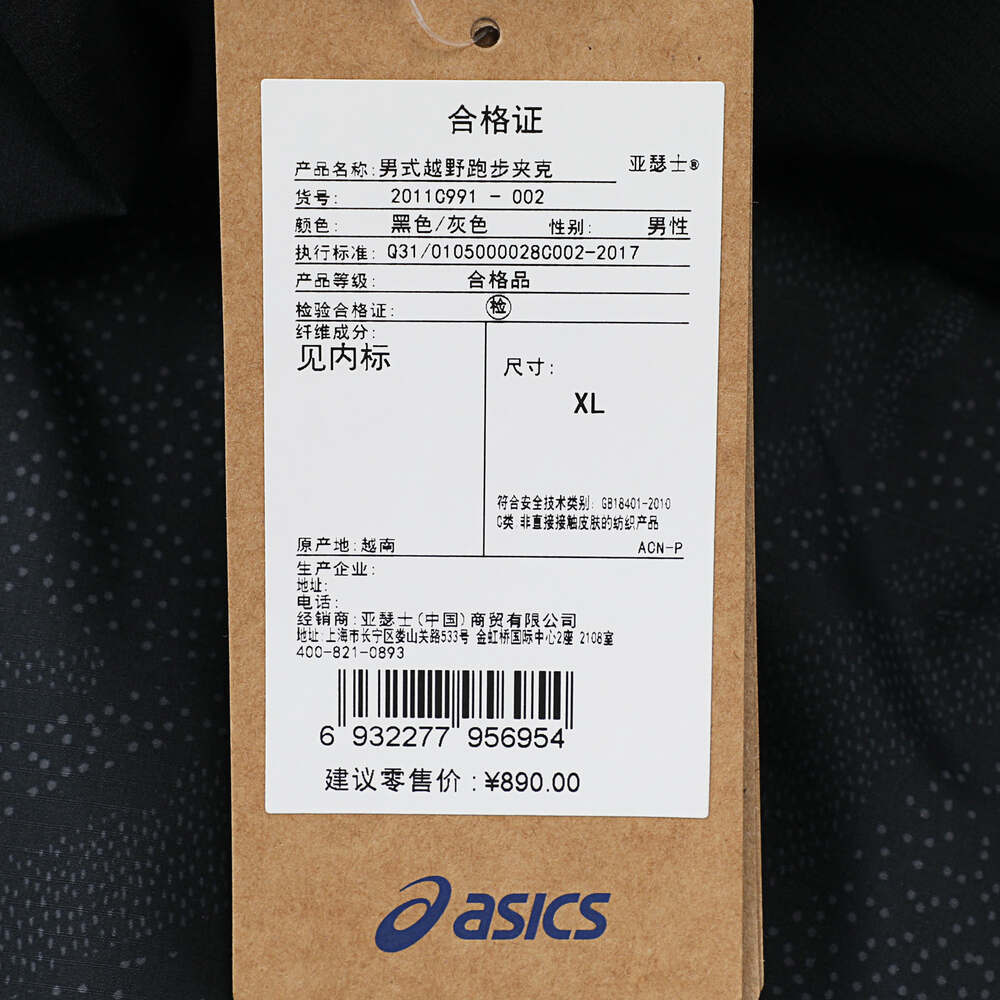 合格证
产品名称:男式越野跑步夹克 亚瑟士®
货号: 2011C991 - 002
颜色: 黑色/灰色 性别: 男性
执行标准: Q31/0105000028C002-2017
产品等级: 合格品
检验合格证: 检
纤维成分:
见内标
尺寸:
XL
符合安全技术类别: GB18401-2010
C类 非直接接触皮肤的纺织产品
原产地:越南
ACN-P
生产企业:
地址:
电话:
经销商:亚瑟士(中国)商贸有限公司
地址:上海市长宁区娄山关路533号 金虹桥国际中心2座 2108室
400-821-0893
6 932277 956954
建议零售价:¥890.00
asics